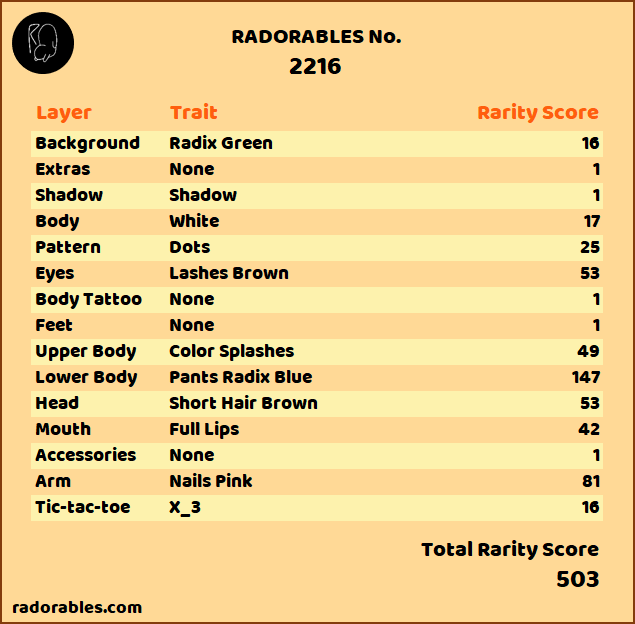 RADORABLES No.
2216
Layer Trait Rarity Score
Background Radix Green 16
Extras None 1
Shadow Shadow 1
Body White 17
Pattern Dots 25
Eyes Lashes Brown 53
Body Tattoo None 1
Feet None 1
Upper Body Color Splashes 49
Lower Body Pants Radix Blue 147
Head Short Hair Brown 53
Mouth Full Lips 42
Accessories None 1
Arm Nails Pink 81
Tic-tac-toe X_3 16
Total Rarity Score
503
radorables.com